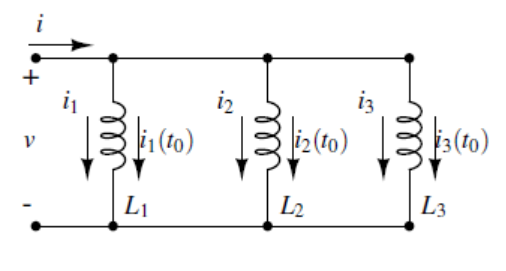 i
+
i₁ i₂ i₃
v i₁(t₀) i₂(t₀) i₃(t₀)
- L₁ L₂ L₃